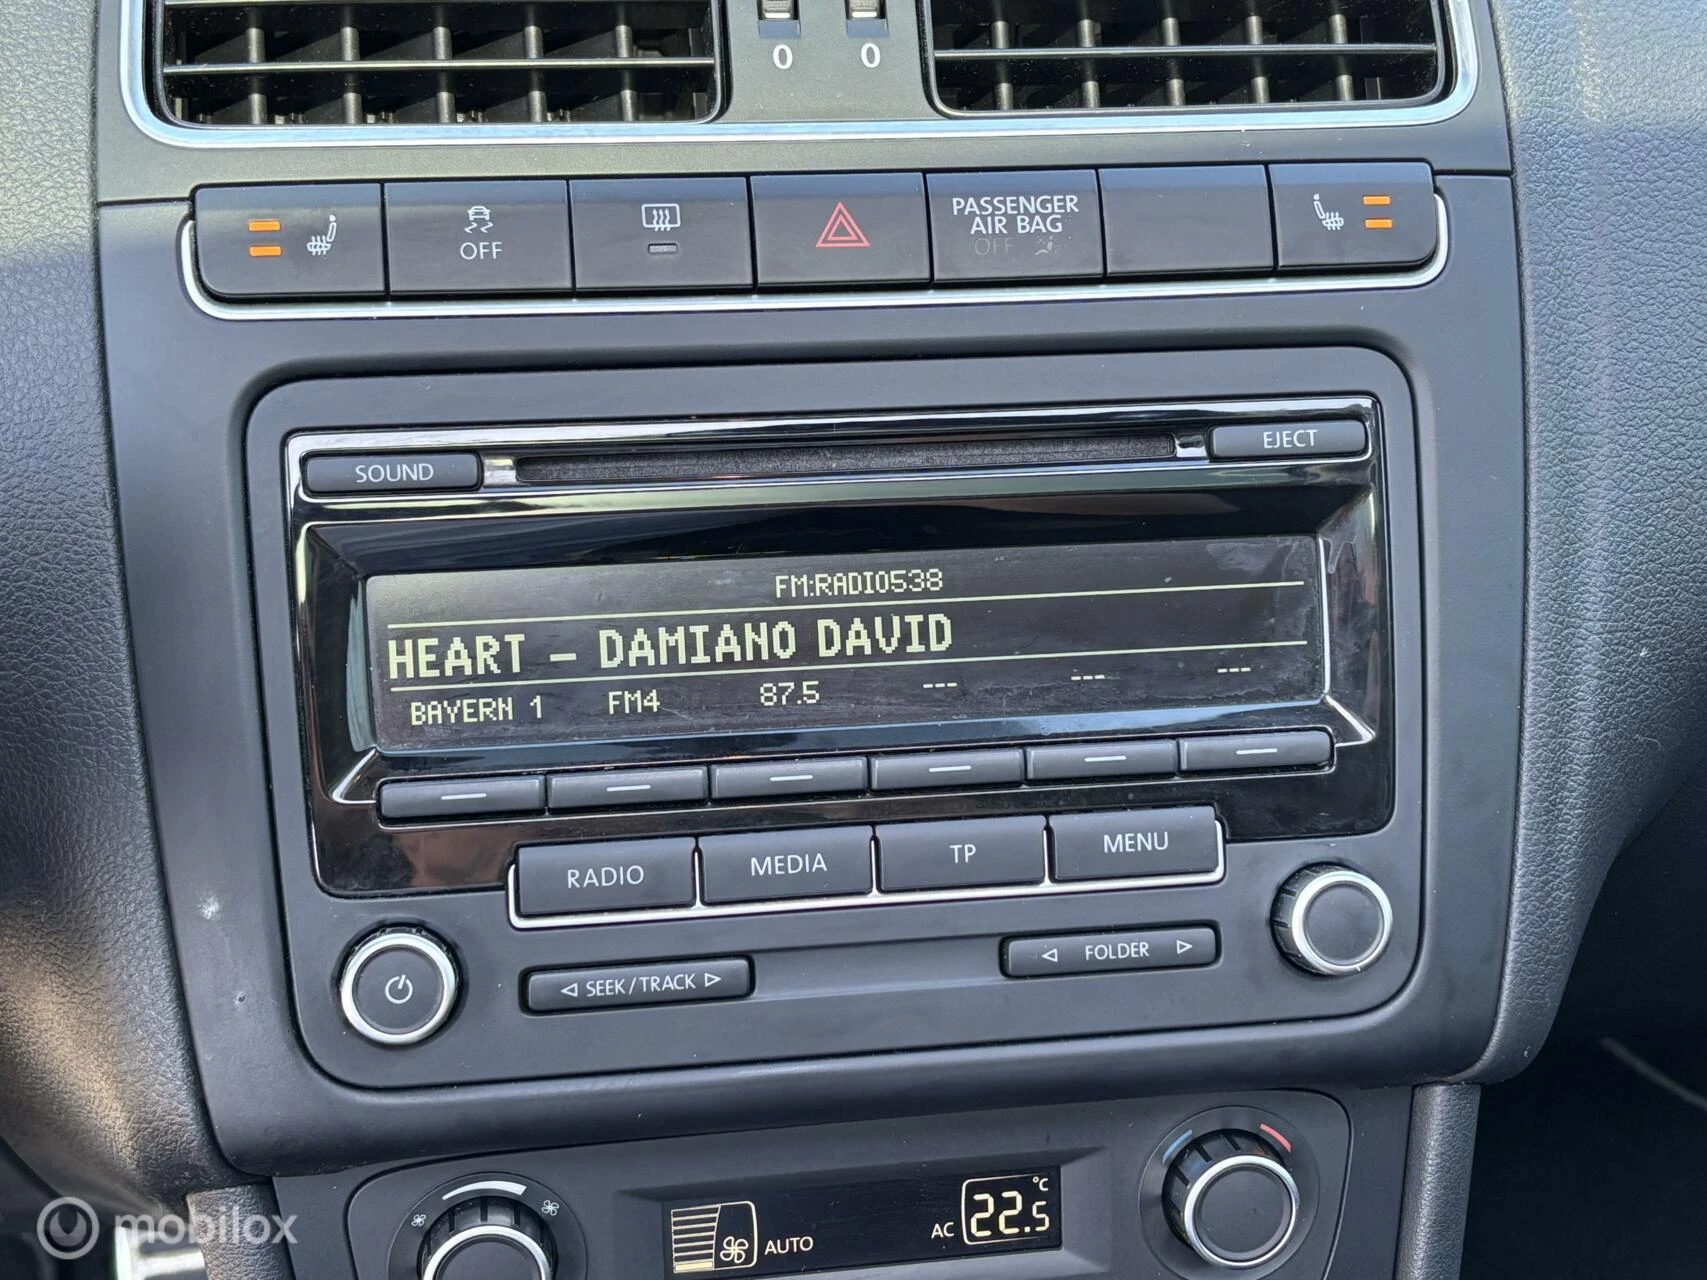 0 0
OFF
PASSENGER
AIR BAG
OFF
SOUND
EJECT
FM:RADIO538
HEART - DAMIANO DAVID
BAYERN 1 FM4 87.5 --- --- ---
RADIO MEDIA TP MENU
SEEK/TRACK
FOLDER
AUTO
AC 22.5 °C
mobilox